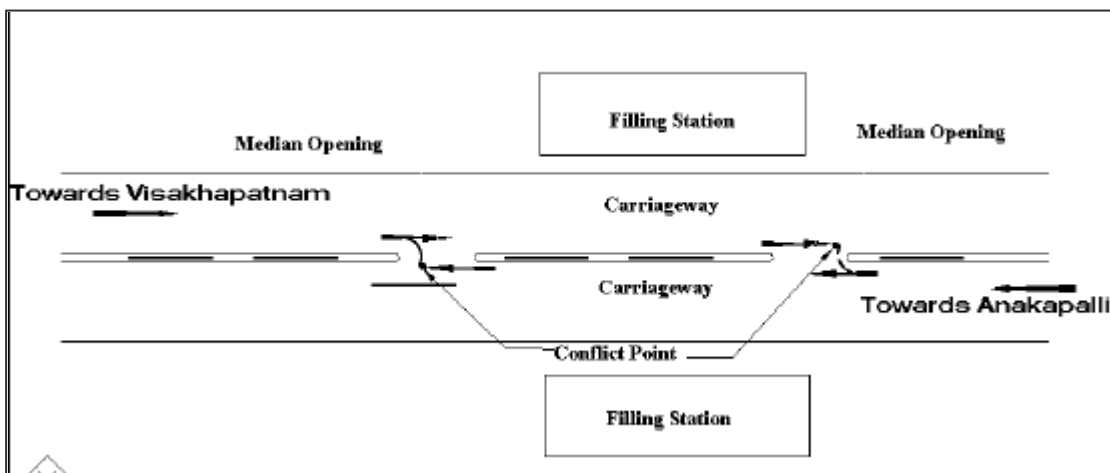 Filling Station
Median Opening
Median Opening
Towards Visakhapatnam
Carriageway
Carriageway
Towards Anakapalli
Conflict Point
Filling Station